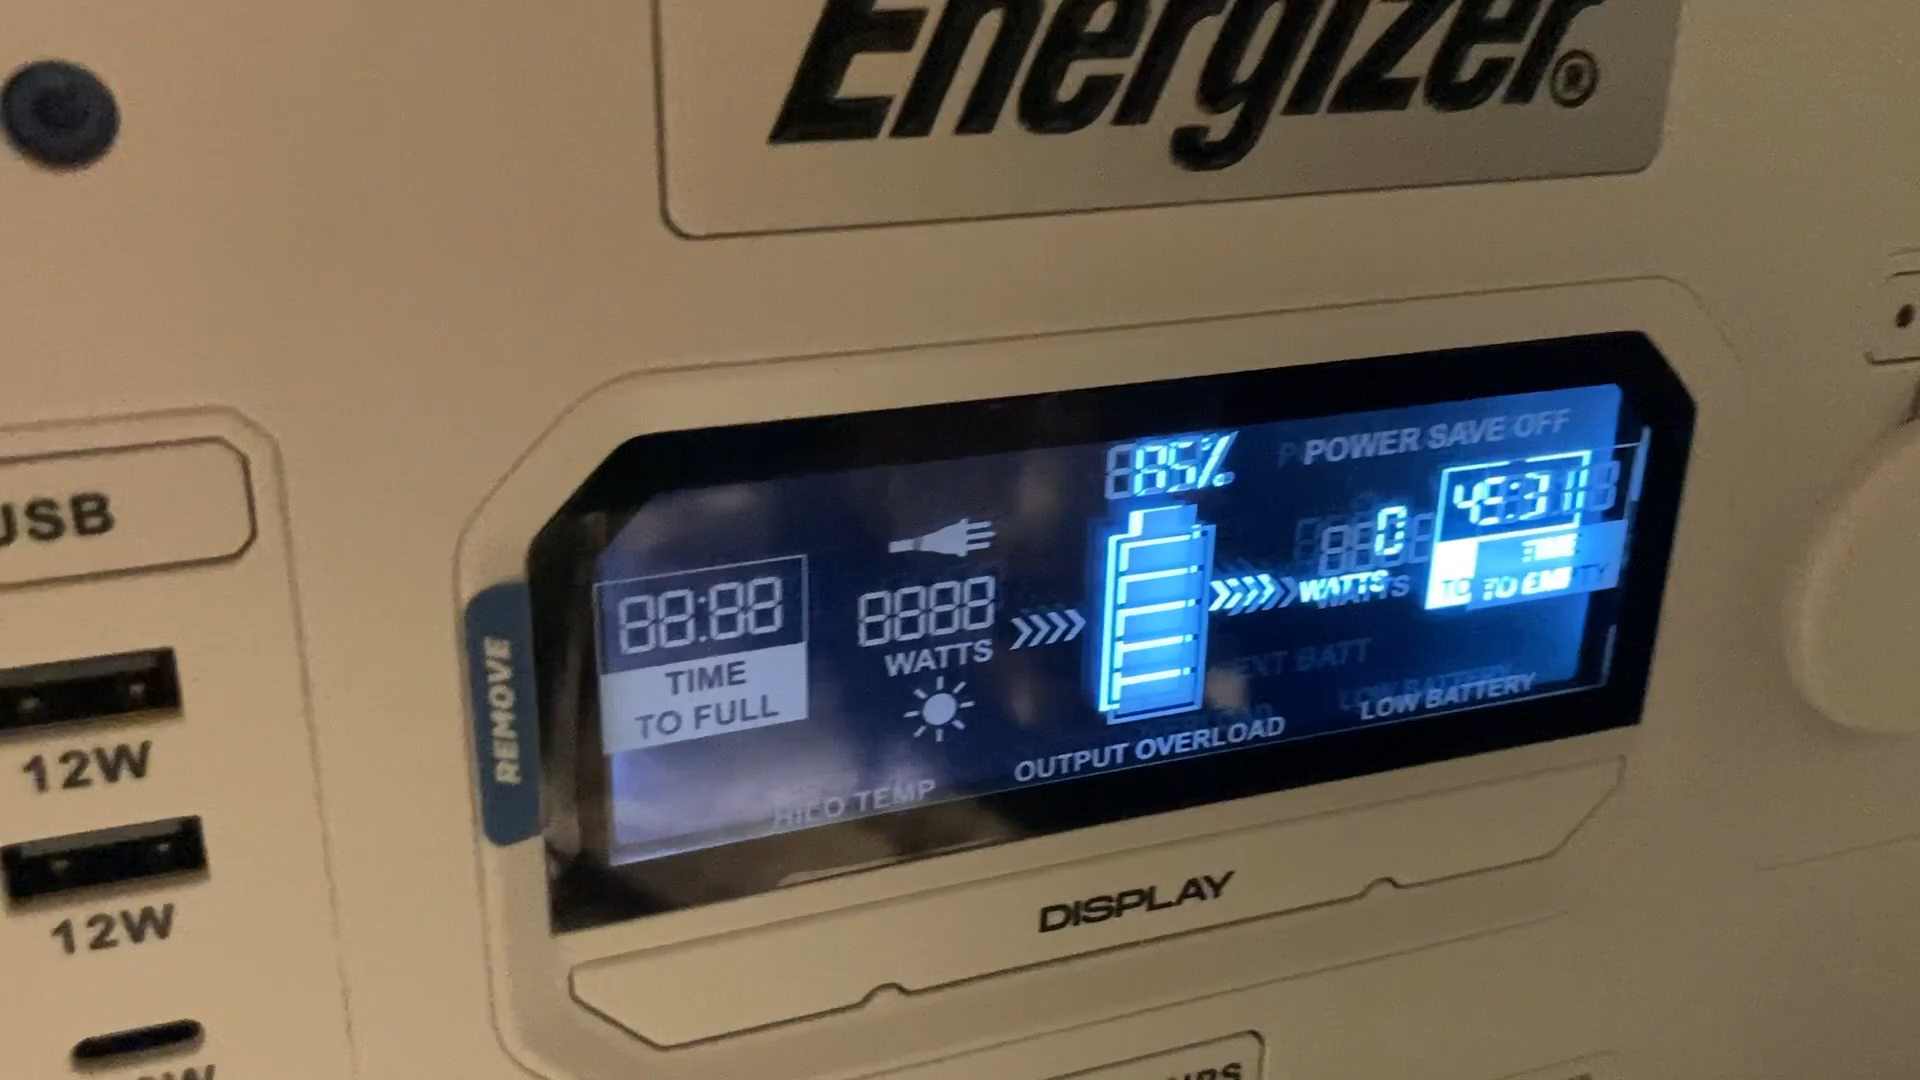 Energizer®
USB
12W
12W
REMOVE
88:88
TIME
TO FULL
8888
WATTS
85%
POWER SAVE OFF
0
WATTS
TO EMPTY
LOW BATTERY
OUTPUT OVERLOAD
HI LO TEMP
DISPLAY